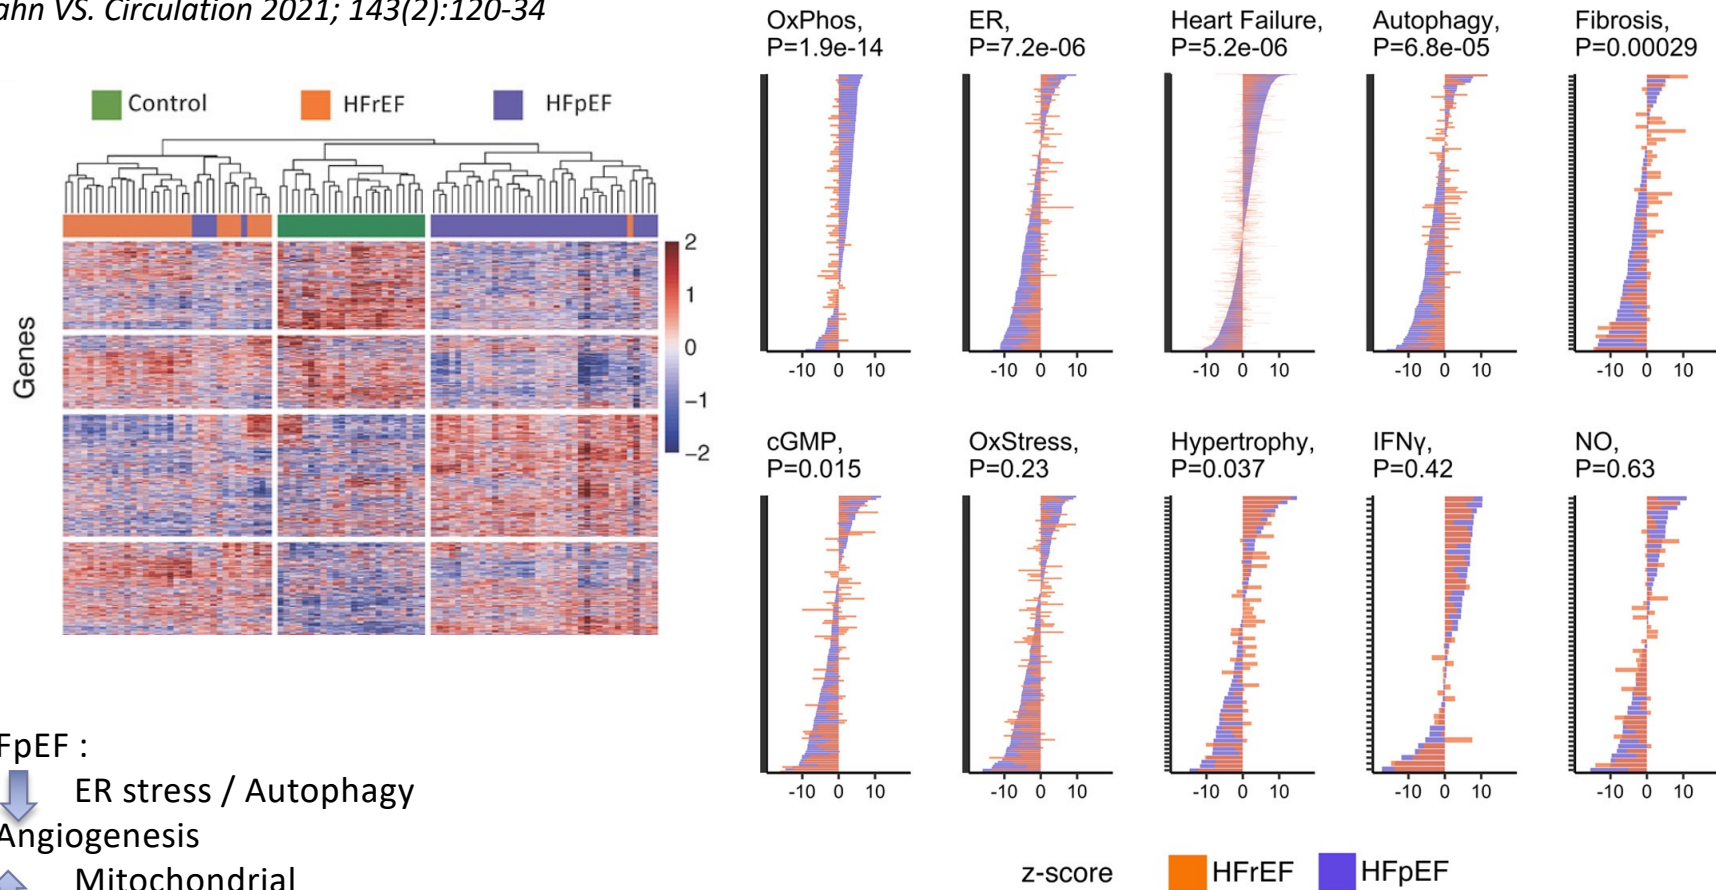 ahn VS. Circulation 2021; 143(2):120-34
Control
HFrEF
HFpEF
Genes
2
1
0
−1
−2
OxPhos,
P=1.9e-14
-10 0 10
ER,
P=7.2e-06
-10 0 10
Heart Failure,
P=5.2e-06
-10 0 10
Autophagy,
P=6.8e-05
-10 0 10
Fibrosis,
P=0.00029
-10 0 10
cGMP,
P=0.015
-10 0 10
OxStress,
P=0.23
-10 0 10
Hypertrophy,
P=0.037
-10 0 10
IFNγ,
P=0.42
-10 0 10
NO,
P=0.63
-10 0 10
z-score
HFrEF
HFpEF
FpEF :
ER stress / Autophagy
Angiogenesis
Mitochondrial